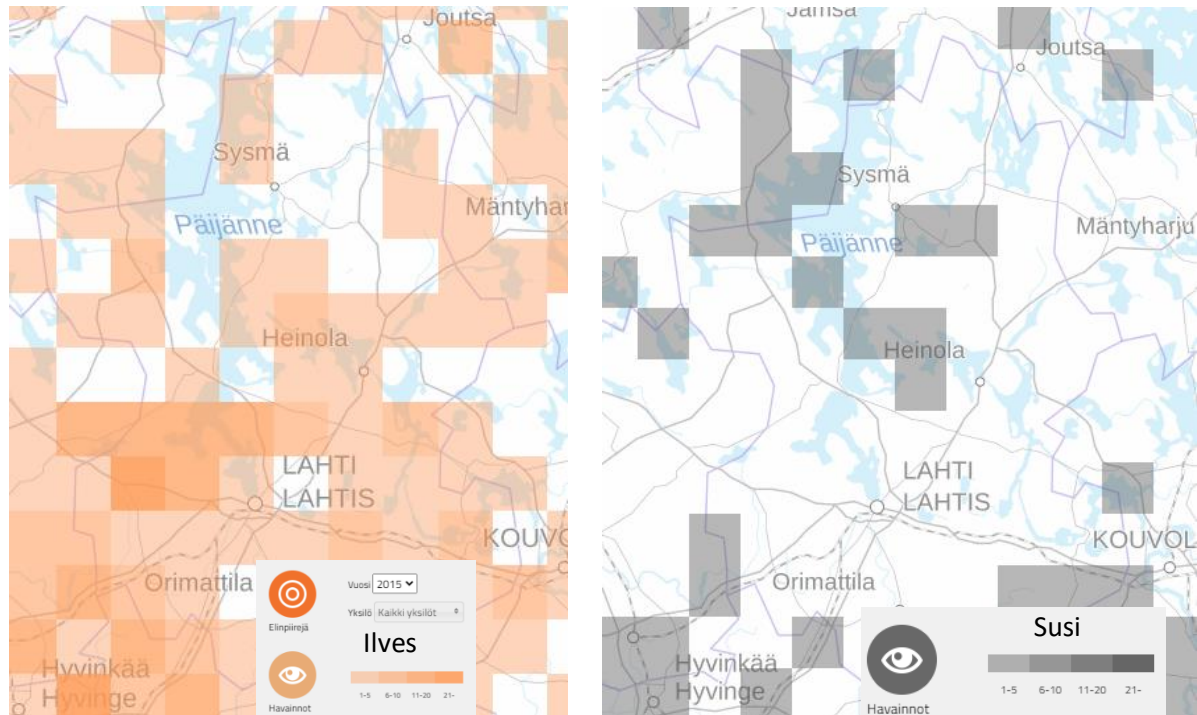 Joutsa
Sysmä
Päijänne
Mäntyhar
Heinola
LAHTI
LAHTIS
KOUVO
Orimattila
Hyvinkää
Hyvinge
Elinpiirejä
Vuosi 2015
Yksilö Kaikki yksilöt
Ilves
Havainnot
1-5 6-10 11-20 21-
Jämsä
Joutsa
Sysmä
Mäntyharju
Päijänne
Heinola
LAHTI
LAHTIS
KOUVOL
Orimattila
Hyvinkää
Hyvinge
Susi
Havainnot
1-5 6-10 11-20 21-